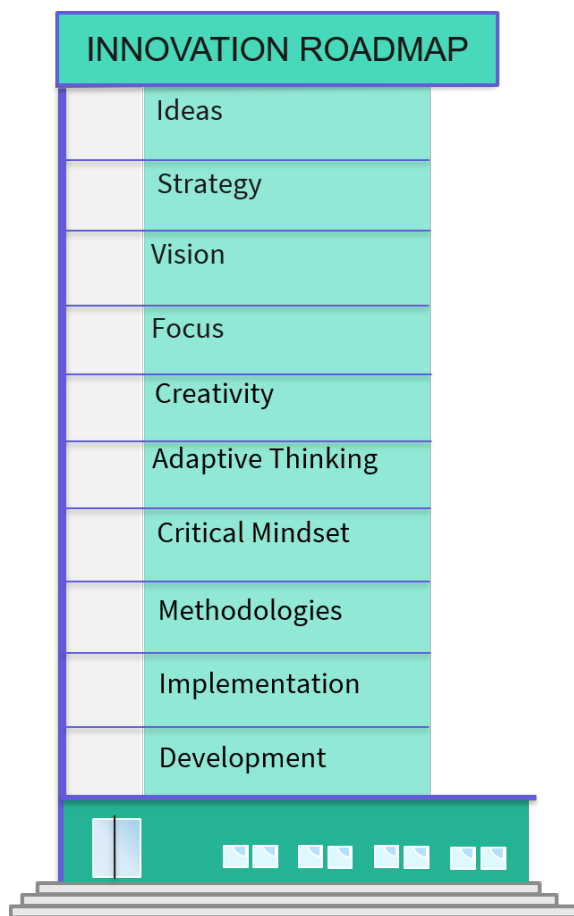 INNOVATION ROADMAP
Ideas
Strategy
Vision
Focus
Creativity
Adaptive Thinking
Critical Mindset
Methodologies
Implementation
Development